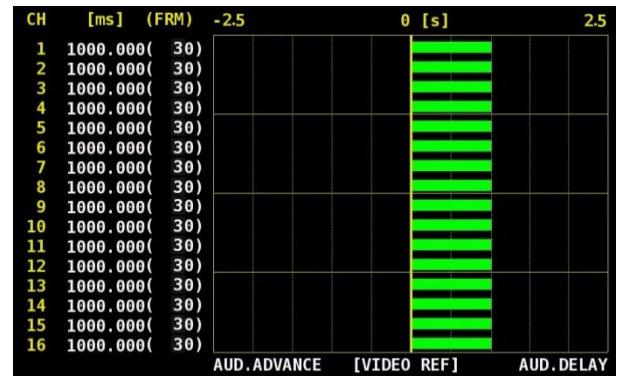 CH [ms] (FRM) -2.5 0 [s] 2.5
1 1000.000( 30)
2 1000.000( 30)
3 1000.000( 30)
4 1000.000( 30)
5 1000.000( 30)
6 1000.000( 30)
7 1000.000( 30)
8 1000.000( 30)
9 1000.000( 30)
10 1000.000( 30)
11 1000.000( 30)
12 1000.000( 30)
13 1000.000( 30)
14 1000.000( 30)
15 1000.000( 30)
16 1000.000( 30)
AUD.ADVANCE [VIDEO REF] AUD.DELAY